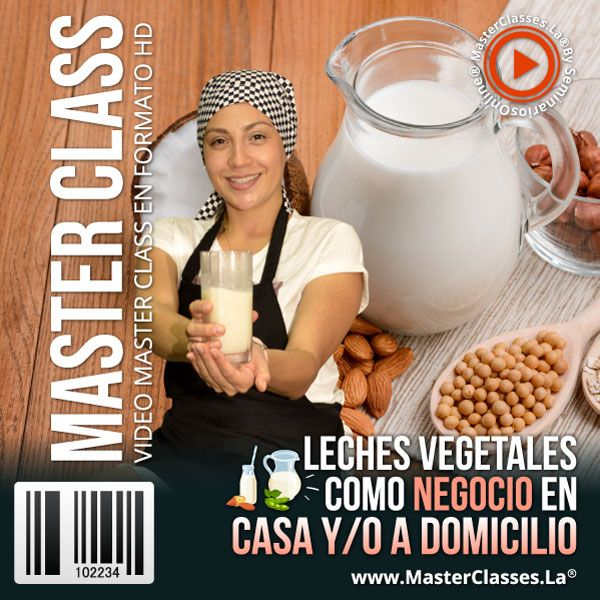 MASTER CLASS
VIDEO MASTER CLASS EN FORMATO HD
MasterClasses.La® By SeminariosOnline®
LECHES VEGETALES
COMO NEGOCIO EN
CASA Y/O A DOMICILIO
102234
www.MasterClasses.La®